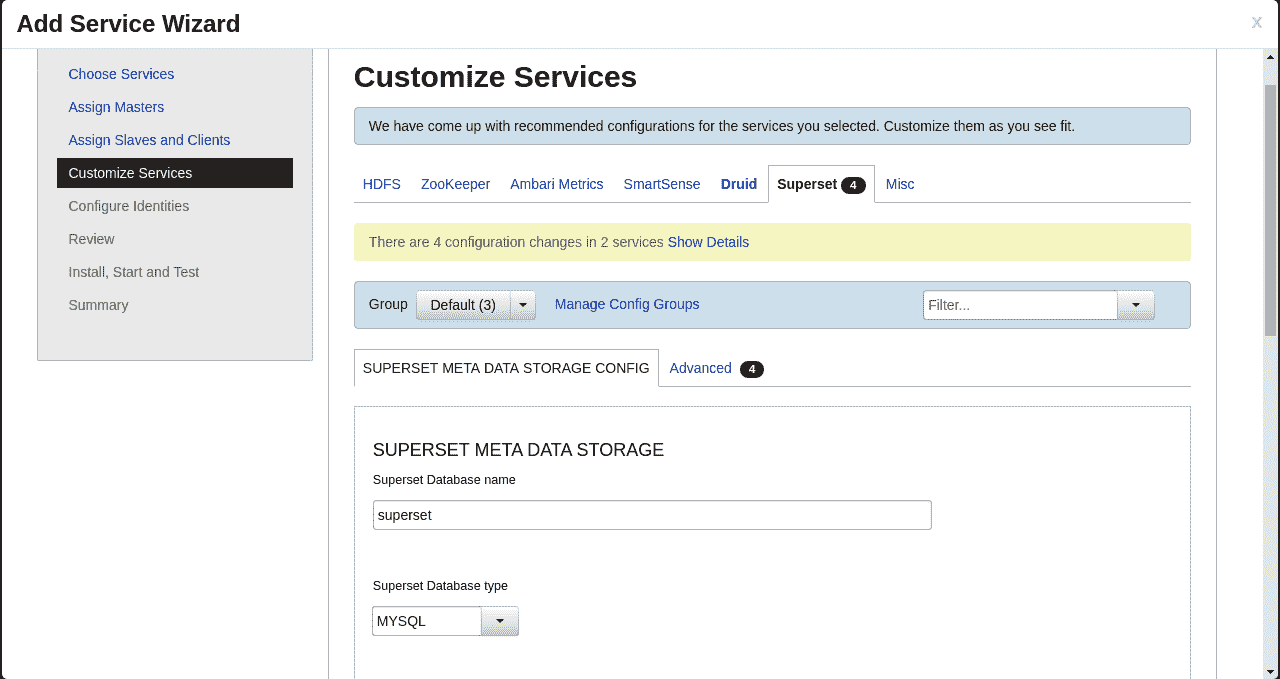 Add Service Wizard
X
Choose Services
Assign Masters
Assign Slaves and Clients
Customize Services
Configure Identities
Review
Install, Start and Test
Summary
Customize Services
We have come up with recommended configurations for the services you selected. Customize them as you see fit.
HDFS ZooKeeper Ambari Metrics SmartSense Druid Superset 4 Misc
There are 4 configuration changes in 2 services Show Details
Group Default (3) Manage Config Groups Filter...
SUPERSET META DATA STORAGE CONFIG Advanced 4
SUPERSET META DATA STORAGE
Superset Database name
superset
Superset Database type
MYSQL